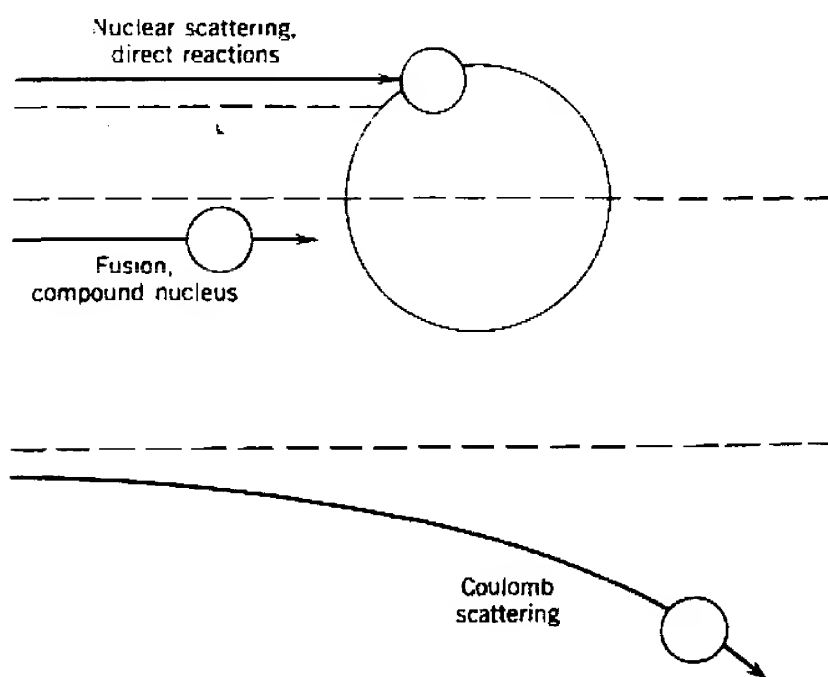 Nuclear scattering,
direct reactions
Fusion,
compound nucleus
Coulomb
scattering